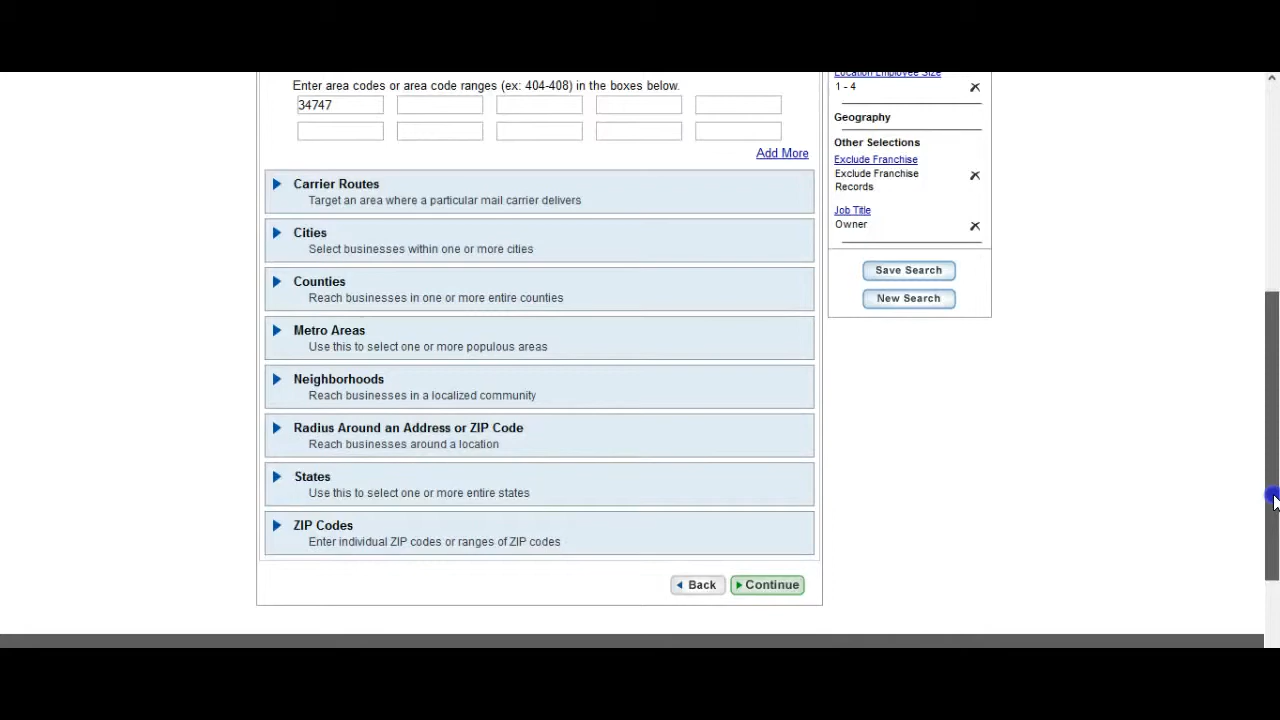 Enter area codes or area code ranges (ex: 404-408) in the boxes below.
34747
Add More
Carrier Routes
Target an area where a particular mail carrier delivers
Cities
Select businesses within one or more cities
Counties
Reach businesses in one or more entire counties
Metro Areas
Use this to select one or more populous areas
Neighborhoods
Reach businesses in a localized community
Radius Around an Address or ZIP Code
Reach businesses around a location
States
Use this to select one or more entire states
ZIP Codes
Enter individual ZIP codes or ranges of ZIP codes
Back
Continue
Location Employee Size
1 - 4
Geography
Other Selections
Exclude Franchise
Exclude Franchise
Records
Job Title
Owner
Save Search
New Search